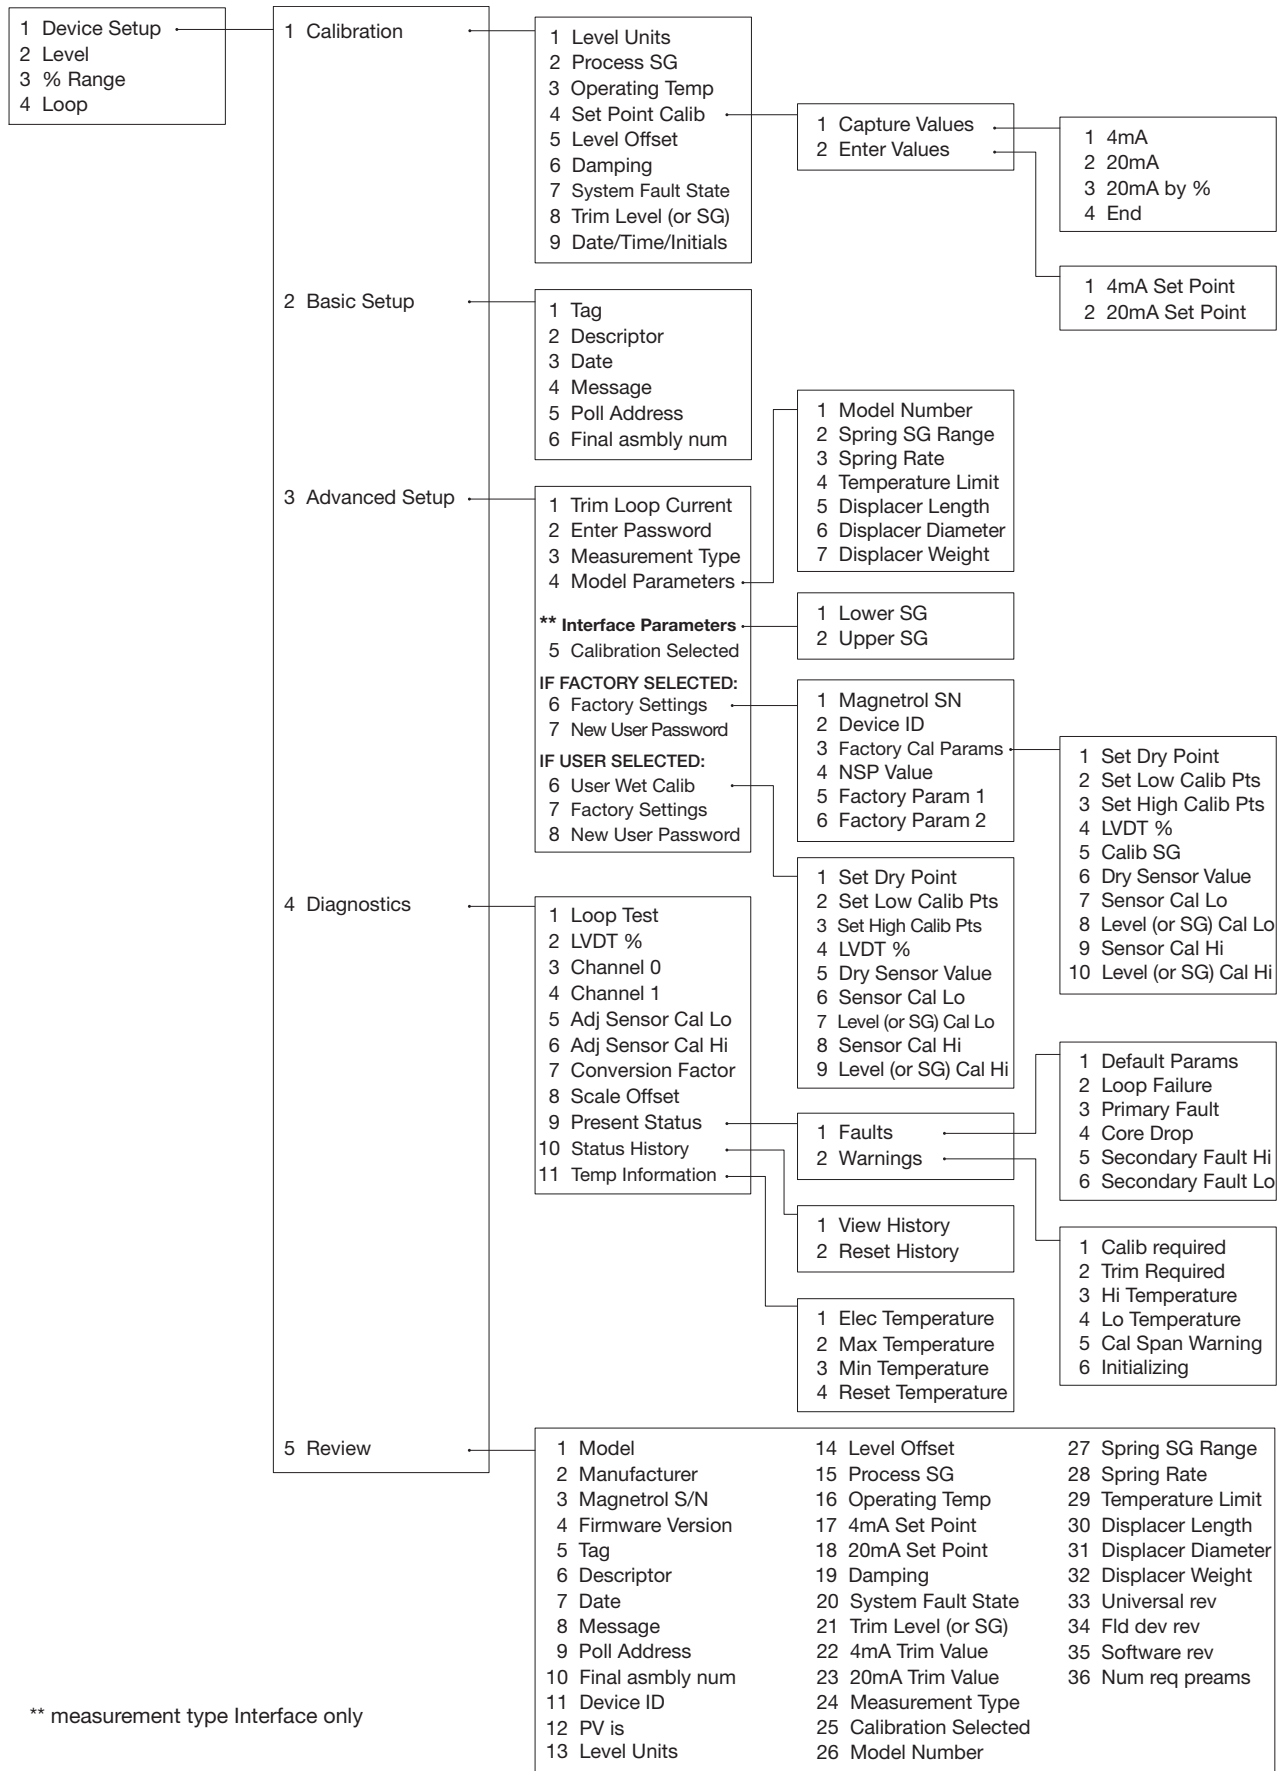 1 Device Setup
2 Level
3 % Range
4 Loop
1 Calibration
2 Basic Setup
3 Advanced Setup
4 Diagnostics
5 Review
1 Level Units
2 Process SG
3 Operating Temp
4 Set Point Calib
5 Level Offset
6 Damping
7 System Fault State
8 Trim Level (or SG)
9 Date/Time/Initials
1 Capture Values
2 Enter Values
1 4mA
2 20mA
3 20mA by %
4 End
1 4mA Set Point
2 20mA Set Point
1 Tag
2 Descriptor
3 Date
4 Message
5 Poll Address
6 Final asmbly num
1 Trim Loop Current
2 Enter Password
3 Measurement Type
4 Model Parameters
** Interface Parameters
5 Calibration Selected
IF FACTORY SELECTED:
6 Factory Settings
7 New User Password
IF USER SELECTED:
6 User Wet Calib
7 Factory Settings
8 New User Password
1 Model Number
2 Spring SG Range
3 Spring Rate
4 Temperature Limit
5 Displacer Length
6 Displacer Diameter
7 Displacer Weight
1 Lower SG
2 Upper SG
1 Magnetrol SN
2 Device ID
3 Factory Cal Params
4 NSP Value
5 Factory Param 1
6 Factory Param 2
1 Set Dry Point
2 Set Low Calib Pts
3 Set High Calib Pts
4 LVDT %
5 Calib SG
6 Dry Sensor Value
7 Sensor Cal Lo
8 Level (or SG) Cal Lo
9 Sensor Cal Hi
10 Level (or SG) Cal Hi
1 Set Dry Point
2 Set Low Calib Pts
3 Set High Calib Pts
4 LVDT %
5 Dry Sensor Value
6 Sensor Cal Lo
7 Level (or SG) Cal Lo
8 Sensor Cal Hi
9 Level (or SG) Cal Hi
1 Loop Test
2 LVDT %
3 Channel 0
4 Channel 1
5 Adj Sensor Cal Lo
6 Adj Sensor Cal Hi
7 Conversion Factor
8 Scale Offset
9 Present Status
10 Status History
11 Temp Information
1 Faults
2 Warnings
1 Default Params
2 Loop Failure
3 Primary Fault
4 Core Drop
5 Secondary Fault Hi
6 Secondary Fault Lo
1 View History
2 Reset History
1 Calib required
2 Trim Required
3 Hi Temperature
4 Lo Temperature
5 Cal Span Warning
6 Initializing
1 Elec Temperature
2 Max Temperature
3 Min Temperature
4 Reset Temperature
1 Model
2 Manufacturer
3 Magnetrol S/N
4 Firmware Version
5 Tag
6 Descriptor
7 Date
8 Message
9 Poll Address
10 Final asmbly num
11 Device ID
12 PV is
13 Level Units
14 Level Offset
15 Process SG
16 Operating Temp
17 4mA Set Point
18 20mA Set Point
19 Damping
20 System Fault State
21 Trim Level (or SG)
22 4mA Trim Value
23 20mA Trim Value
24 Measurement Type
25 Calibration Selected
26 Model Number
27 Spring SG Range
28 Spring Rate
29 Temperature Limit
30 Displacer Length
31 Displacer Diameter
32 Displacer Weight
33 Universal rev
34 Fld dev rev
35 Software rev
36 Num req preams
** measurement type Interface only